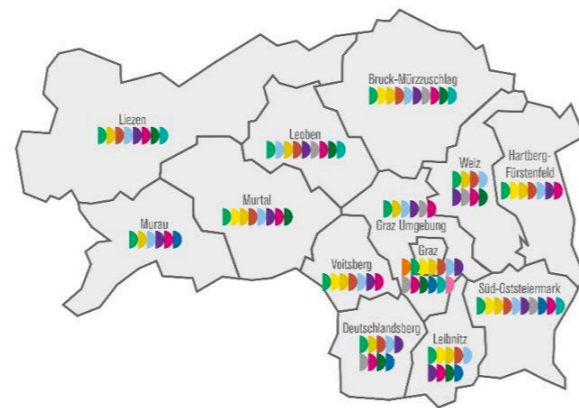 Bruck-Mürzzuschlag
Liezen
Leoben
Weiz
Hartberg-
Fürstenfeld
Murtal
Murau
Graz Umgebung
Graz
Voitsberg
Süd-Oststeiermark
Deutschlandsberg
Leibnitz